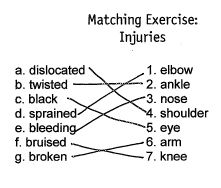 Matching Exercise:
Injuries
a. dislocated 1. elbow
b. twisted 2. ankle
c. black 3. nose
d. sprained 4. shoulder
e. bleeding 5. eye
f. bruised 6. arm
g. broken 7. knee